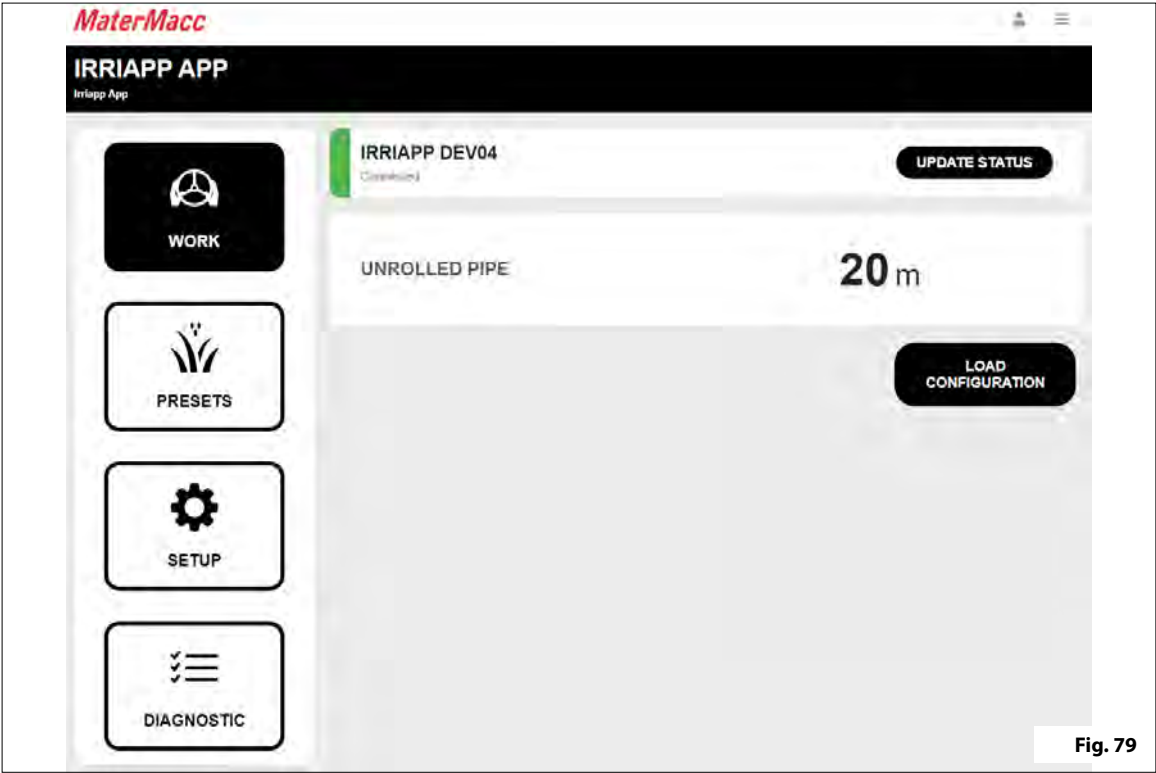 MaterMacc
IRRIAPP APP
Irriapp App
WORK
PRESETS
SETUP
DIAGNOSTIC
IRRIAPP DEV04
Connected
UPDATE STATUS
UNROLLED PIPE
20 m
LOAD
CONFIGURATION
Fig. 79